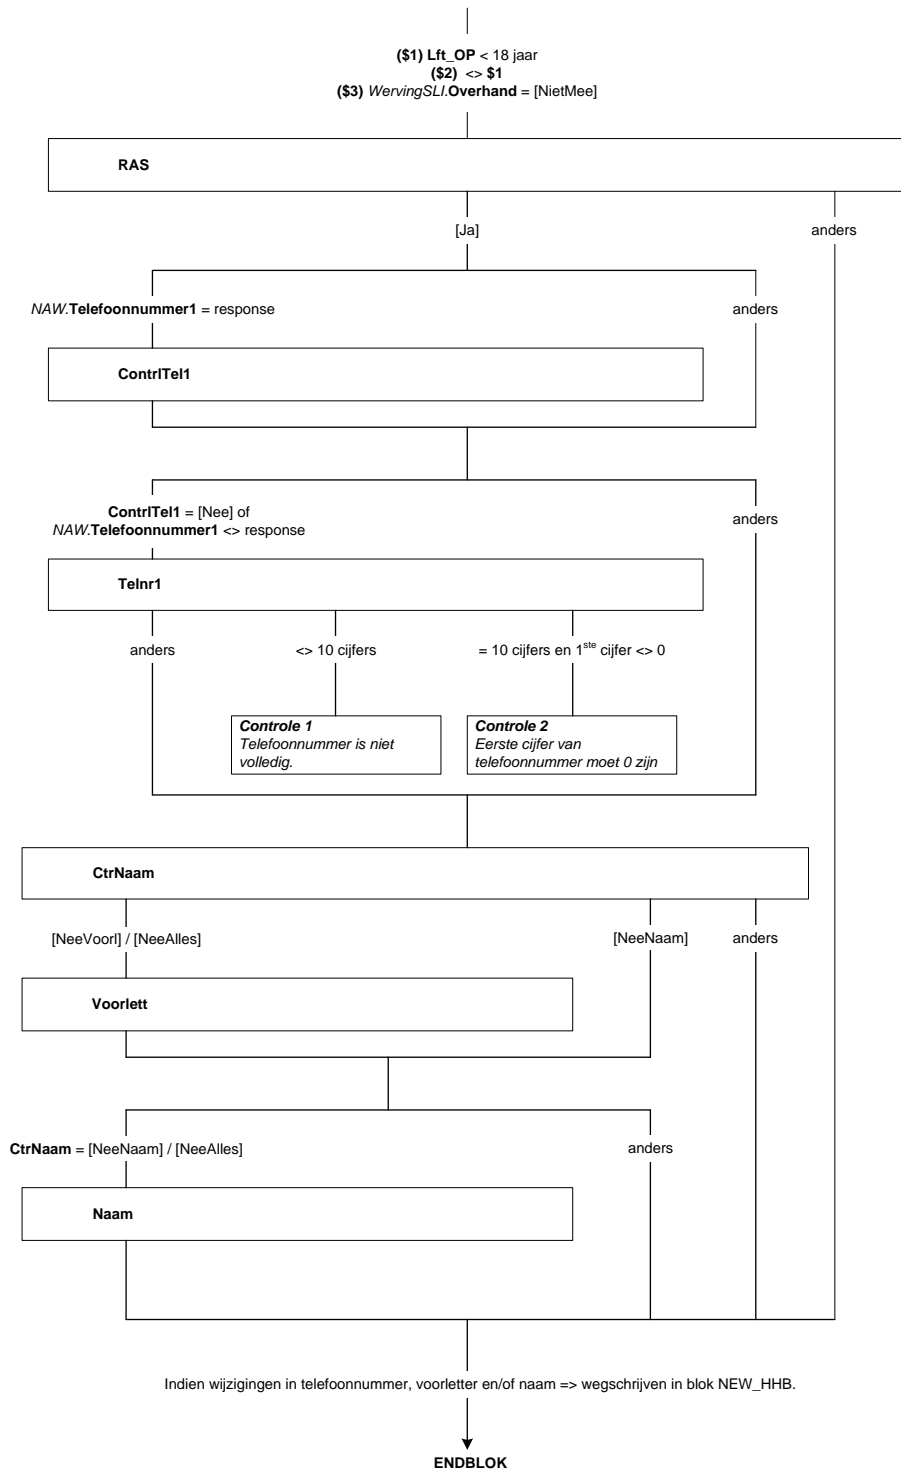 ($1) Lft_OP < 18 jaar
($2) <> $1
($3) WervingSLI.Overhand = [NietMee]
RAS
[Ja]
anders
NAW.Telefoonnummer1 = response
anders
ContrlTel1
ContrlTel1 = [Nee] of
NAW.Telefoonnummer1 <> response
anders
Telnr1
anders
<> 10 cijfers
= 10 cijfers en 1ste cijfer <> 0
Controle 1
Telefoonnummer is niet
volledig.
Controle 2
Eerste cijfer van
telefoonnummer moet 0 zijn
CtrNaam
[NeeVoorl] / [NeeAlles]
[NeeNaam]
anders
Voorlett
CtrNaam = [NeeNaam] / [NeeAlles]
anders
Naam
Indien wijzigingen in telefoonnummer, voorletter en/of naam => wegschrijven in blok NEW_HHB.
ENDBLOK